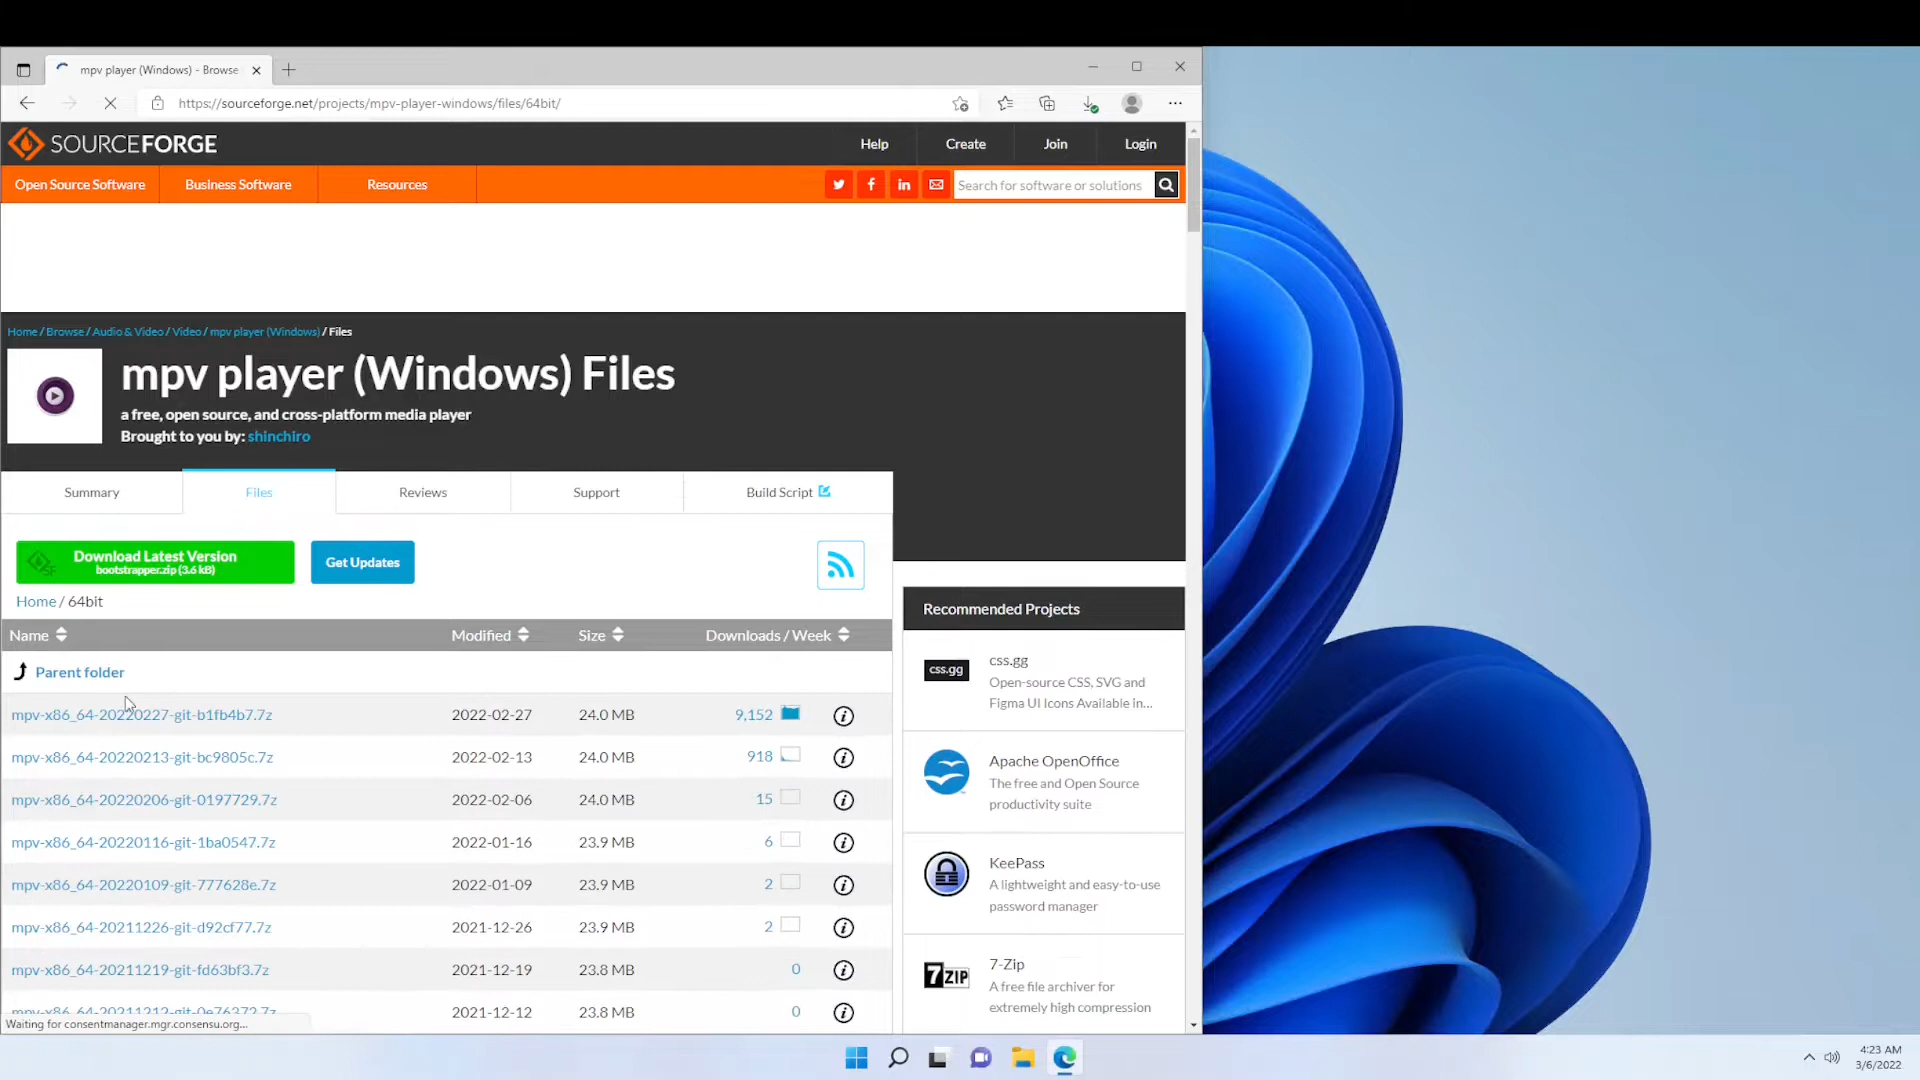 mpv player (Windows) - Browse
https://sourceforge.net/projects/mpv-player-windows/files/64bit/
SOURCEFORGE
Help
Create
Join
Login
Open Source Software
Business Software
Resources
Search for software or solutions
Home / Browse / Audio & Video / Video / mpv player (Windows) / Files
mpv player (Windows) Files
a free, open source, and cross-platform media player
Brought to you by: shinchiro
Summary
Files
Reviews
Support
Build Script
Download Latest Version
bootstrapper.zip (3.6 kB)
Get Updates
Home / 64bit
Name Modified Size Downloads / Week
Parent folder
mpv-x86_64-20220227-git-b1fb4b7.7z 2022-02-27 24.0 MB 9,152
mpv-x86_64-20220213-git-bc9805c.7z 2022-02-13 24.0 MB 918
mpv-x86_64-20220206-git-0197729.7z 2022-02-06 24.0 MB 15
mpv-x86_64-20220116-git-1ba0547.7z 2022-01-16 23.9 MB 6
mpv-x86_64-20220109-git-777628e.7z 2022-01-09 23.9 MB 2
mpv-x86_64-20211226-git-d92cf77.7z 2021-12-26 23.9 MB 2
mpv-x86_64-20211219-git-fd63bf3.7z 2021-12-19 23.8 MB 0
mpv-x86_64-20211212-git-0e76372.7z 2021-12-12 23.8 MB 0
Waiting for consentmanager.mgr.consensu.org...
Recommended Projects
css.gg
css.gg
Open-source CSS, SVG and
Figma UI Icons Available in...
Apache OpenOffice
The free and Open Source
productivity suite
KeePass
A lightweight and easy-to-use
password manager
7ZIP
7-Zip
A free file archiver for
extremely high compression
4:23 AM
3/6/2022